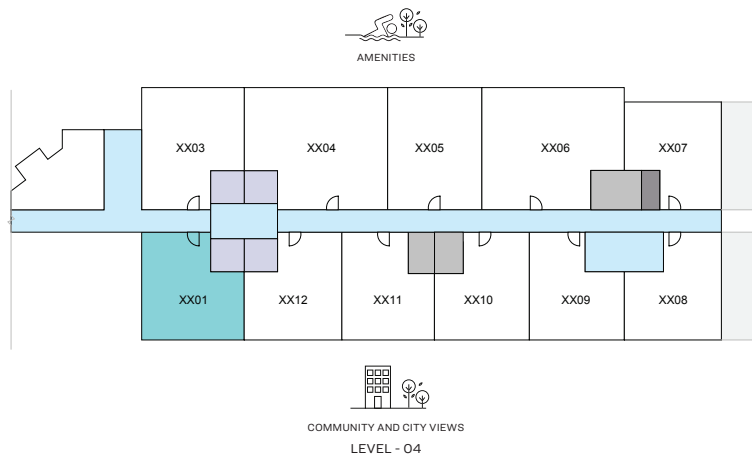 AMENITIES
XX03 XX04 XX05 XX06 XX07
XX01 XX12 XX11 XX10 XX09 XX08
COMMUNITY AND CITY VIEWS
LEVEL - 04